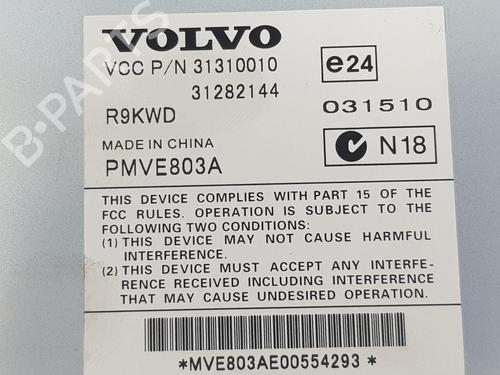 VOLVO
VCC P/N 31310010
31282144
e24
031510
R9KWD
N18
MADE IN CHINA
PMVE803A
THIS DEVICE COMPLIES WITH PART 15 OF THE
FCC RULES. OPERATION IS SUBJECT TO THE
FOLLOWING TWO CONDITIONS:
(1) THIS DEVICE MAY NOT CAUSE HARMFUL
INTERFERENCE.
(2) THIS DEVICE MUST ACCEPT ANY INTERFE-
RENCE RECEIVED INCLUDING INTERFERENCE
THAT MAY CAUSE UNDESIRED OPERATION.
*MVE803AE00554293*